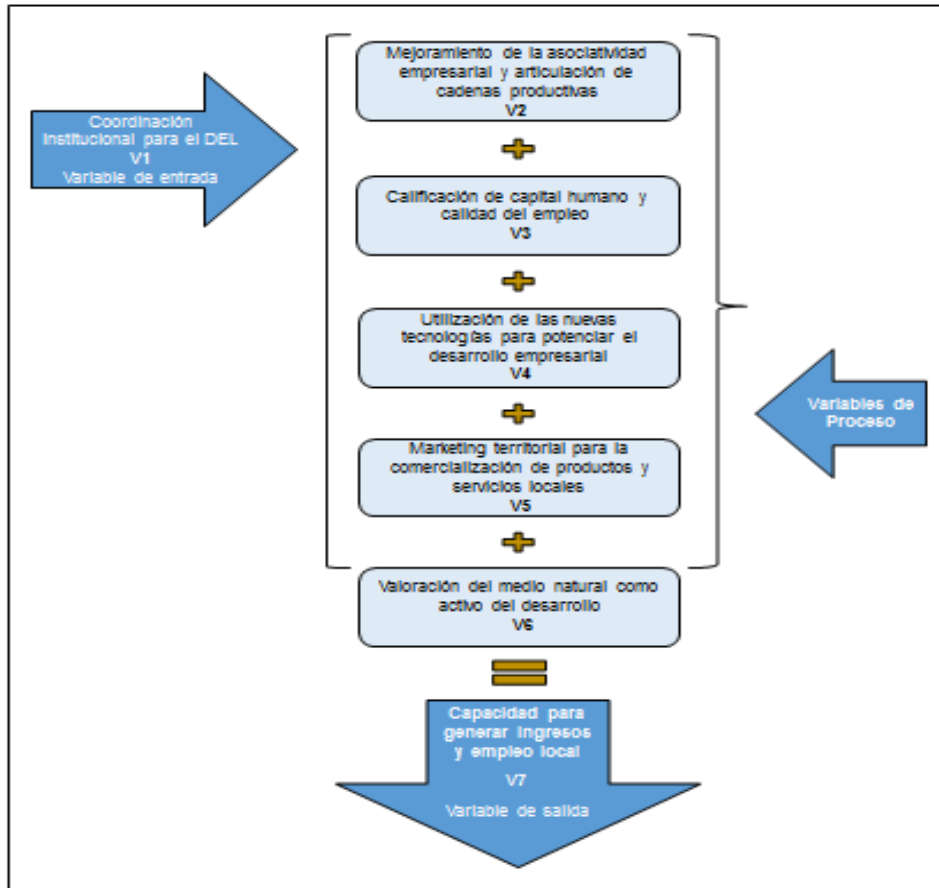 Coordinación
Institucional para el DEL
V1
Variable de entrada
Mejoramiento de la asociatividad
empresarial y articulación de
cadenas productivas
V2
Calificación de capital humano y
calidad del empleo
V3
Utilización de las nuevas
tecnologías para potenciar el
desarrollo empresarial
V4
Marketing territorial para la
comercialización de productos y
servicios locales
V5
Valoración del medio natural como
activo del desarrollo
V6
Variables de
Proceso
Capacidad para
generar ingresos
y empleo local
V7
Variable de salida